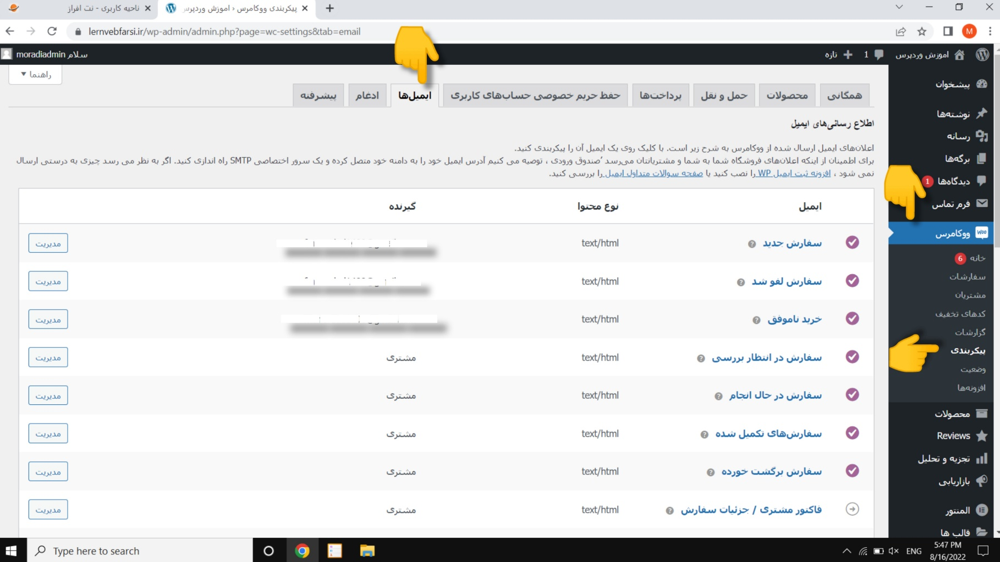 ناحیه کاربری - نت افراز
پیکربندی ووکامرس › اموزش وردپرس
lernvebfarsi.ir/wp-admin/admin.php?page=wc-settings&tab=email
M
اموزش وردپرس
1
تازه
سلام moradiadmin
راهنما
همگانی
محصولات
حمل و نقل
پرداخت‌ها
حفظ حریم خصوصی حساب‌های کاربری
ایمیل‌ها
ادغام
پیشرفته
اطلاع رسانی‌های ایمیل
اعلان‌های ایمیل ارسال شده از ووکامرس به شرح زیر است. با کلیک روی یک ایمیل آن را پیکربندی کنید.
برای اطمینان از اینکه اعلان‌های فروشگاه شما به شما و مشتریانتان می‌رسد ’صندوق ورودی ، توصیه می کنیم آدرس ایمیل خود را به دامنه خود متصل کرده و یک سرور اختصاصی SMTP راه اندازی کنید. اگر به نظر می رسد چیزی به درستی ارسال
نمی شود ، افزونه ثبت ایمیل WP را نصب کنید یا صفحه سوالات متداول ایمیل را بررسی کنید.
ایمیل نوع محتوا گیرنده
سفارش جدید text/html مدیریت
سفارش لغو شد text/html مدیریت
خرید ناموفق text/html مدیریت
سفارش در انتظار بررسی text/html مشتری مدیریت
سفارش در حال انجام text/html مشتری مدیریت
سفارش‌های تکمیل شده text/html مشتری مدیریت
سفارش برگشت خورده text/html مشتری مدیریت
فاکتور مشتری / جزئیات سفارش text/html مشتری مدیریت
پیشخوان
نوشته‌ها
رسانه
برگه‌ها
دیدگاه‌ها 1
فرم تماس
ووکامرس
خانه 6
سفارشات
مشتریان
کدهای تخفیف
گزارشات
پیکربندی
وضعیت
افزونه‌ها
محصولات
Reviews
تجزیه و تحلیل
بازاریابی
المنتور
قالب ها
Type here to search
ENG
5:47 PM
8/16/2022